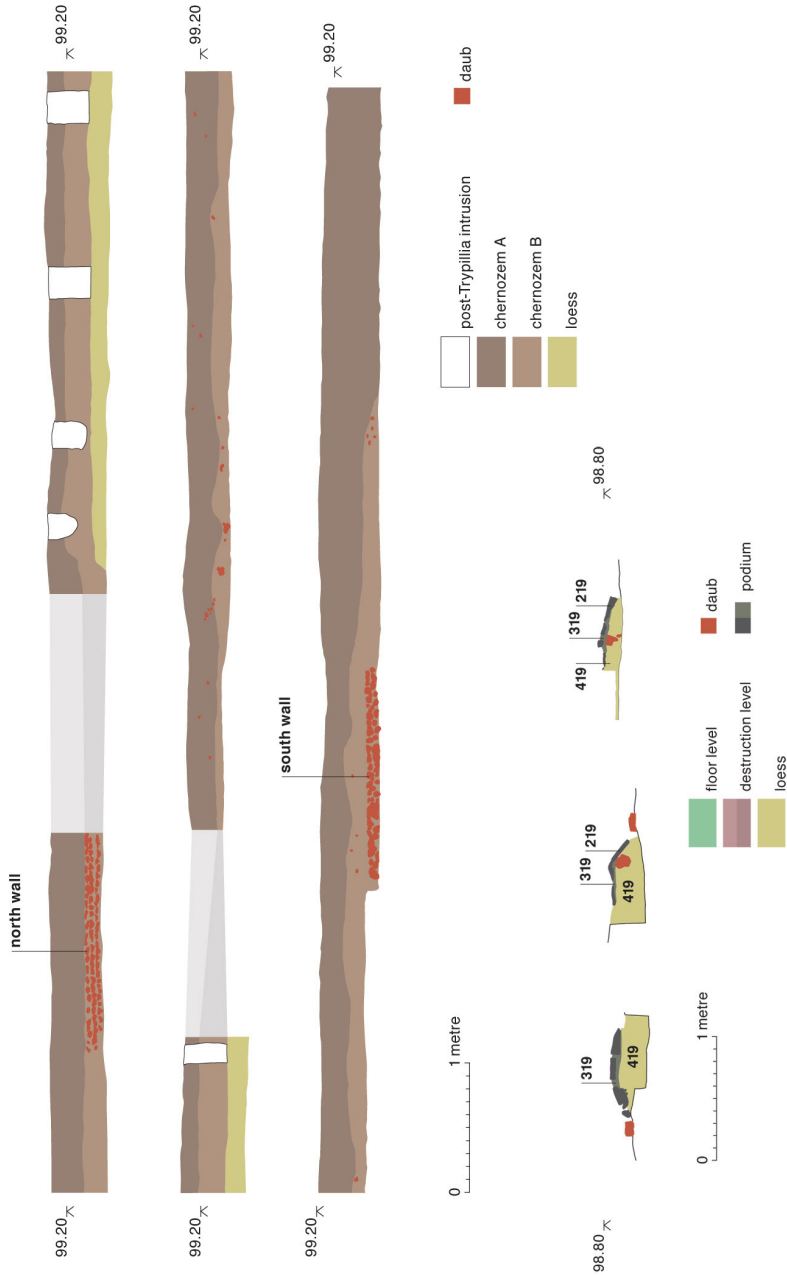 99.20
north wall
99.20
99.20
99.20
99.20
south wall
99.20
0
1 metre
post-Trypillia intrusion
daub
chernozem A
chernozem B
loess
98.80
319
419
319
219
419
419
319
219
98.80
0
1 metre
floor level
daub
destruction level
podium
loess